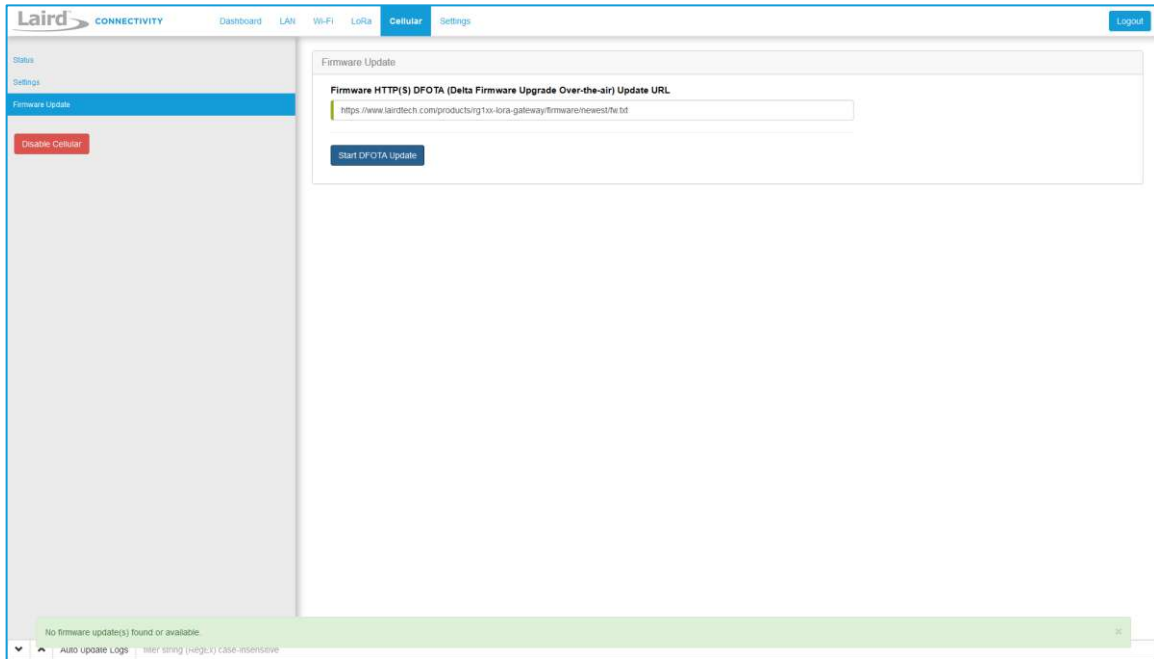 Laird CONNECTIVITY Dashboard LAN Wi-Fi LoRa Cellular Settings Logout
Status
Settings
Firmware Update
Disable Cellular
Firmware Update
Firmware HTTP(S) DFOTA (Delta Firmware Upgrade Over-the-air) Update URL
https://www.lairdtech.com/products/rg1xx-lora-gateway/firmware/newest/fw.txt
Start DFOTA Update
No firmware update(s) found or available. ×
Auto Update Logs filter string (RegEx) case-insensitive